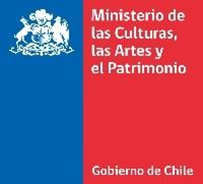 Ministerio de
las Culturas,
las Artes y
el Patrimonio
Gobierno de Chile